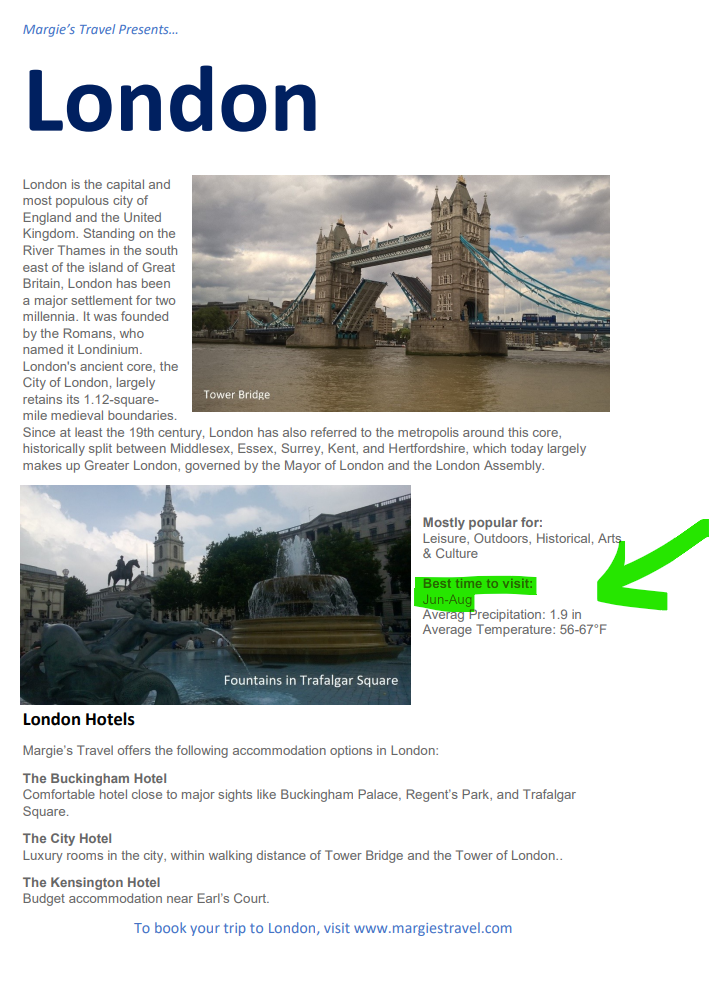 Margie's Travel Presents…
London
London is the capital and
most populous city of
England and the United
Kingdom. Standing on the
River Thames in the south
east of the island of Great
Britain, London has been
a major settlement for two
millennia. It was founded
by the Romans, who
named it Londinium.
London's ancient core, the
City of London, largely
retains its 1.12-square-
mile medieval boundaries.
Tower Bridge
Since at least the 19th century, London has also referred to the metropolis around this core,
historically split between Middlesex, Essex, Surrey, Kent, and Hertfordshire, which today largely
makes up Greater London, governed by the Mayor of London and the London Assembly.
Fountains in Trafalgar Square
Mostly popular for:
Leisure, Outdoors, Historical, Arts
& Culture
Best time to visit:
Jun-Aug
Averag Precipitation: 1.9 in
Average Temperature: 56-67°F
London Hotels
Margie's Travel offers the following accommodation options in London:
The Buckingham Hotel
Comfortable hotel close to major sights like Buckingham Palace, Regent's Park, and Trafalgar
Square.
The City Hotel
Luxury rooms in the city, within walking distance of Tower Bridge and the Tower of London..
The Kensington Hotel
Budget accommodation near Earl's Court.
To book your trip to London, visit www.margiestravel.com